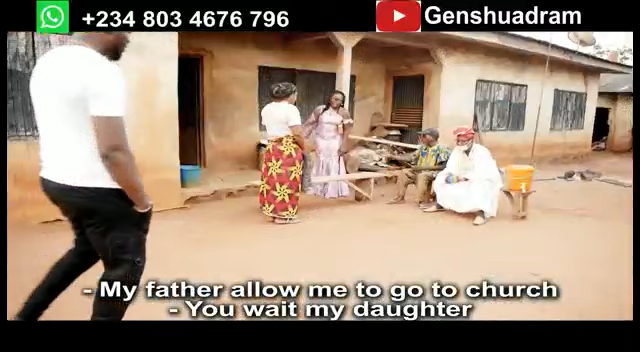 +234 803 4676 796
Genshuadram
- My father allow me to go to church
- You wait my daughter